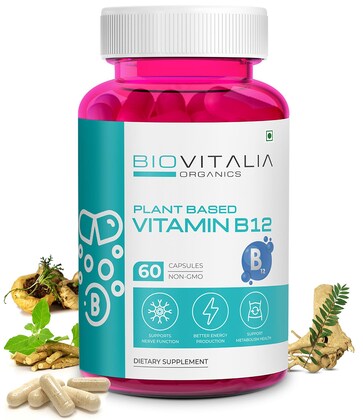 BIOVITALIA
ORGANICS
PLANT BASED
VITAMIN B12
60 CAPSULES
NON-GMO
B
12
B
SUPPORTS
NERVE FUNCTION
BETTER ENERGY
PRODUCTION
SUPPORT
METABOLISM HEALTH
DIETARY SUPPLEMENT